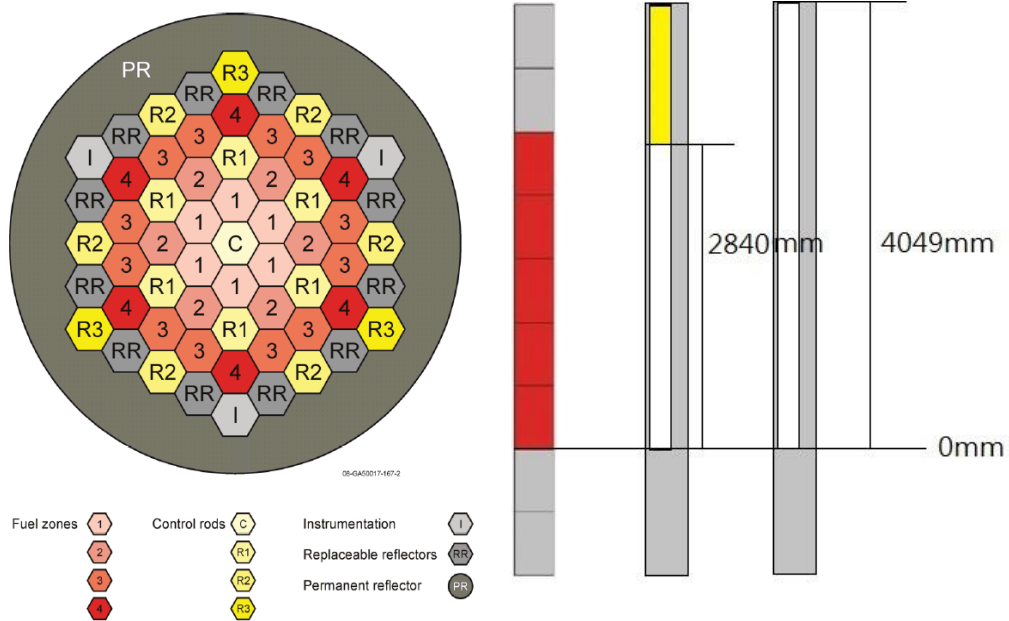 PR R3
RR RR
R2 4 R2
RR 3 3 RR
I 3 R1 3 I
4 2 2 4
RR R1 1 R1 RR
3 1 1 3
R2 2 C 2 R2
3 1 1 3
RR R1 1 R1 RR
4 2 2 4
R3 3 R1 3 R3
RR 3 3 RR
R2 4 R2
RR RR
I
08-GA50017-167-2
Fuel zones 1
2
3
4
Control rods C
R1
R2
R3
Instrumentation I
Replaceable reflectors RR
Permanent reflector PR
2840mm
4049mm
0mm